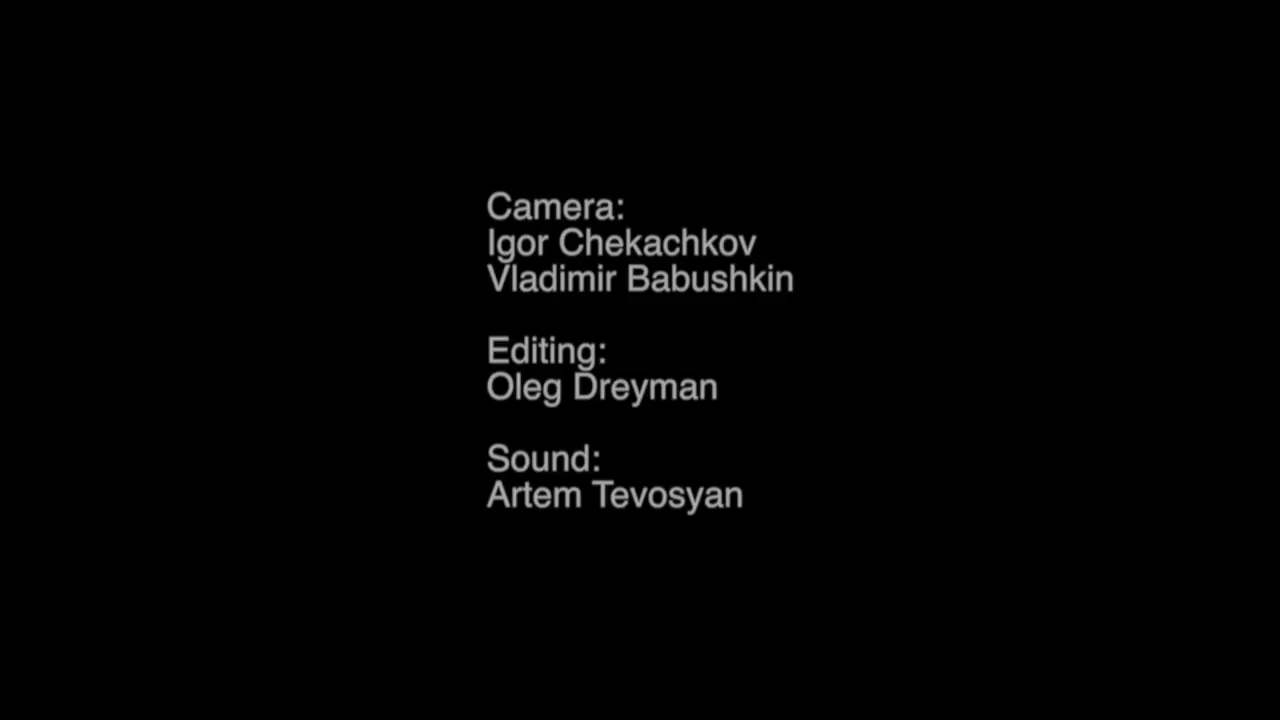 Camera:
Igor Chekachkov
Vladimir Babushkin
Editing:
Oleg Dreyman
Sound:
Artem Tevosyan